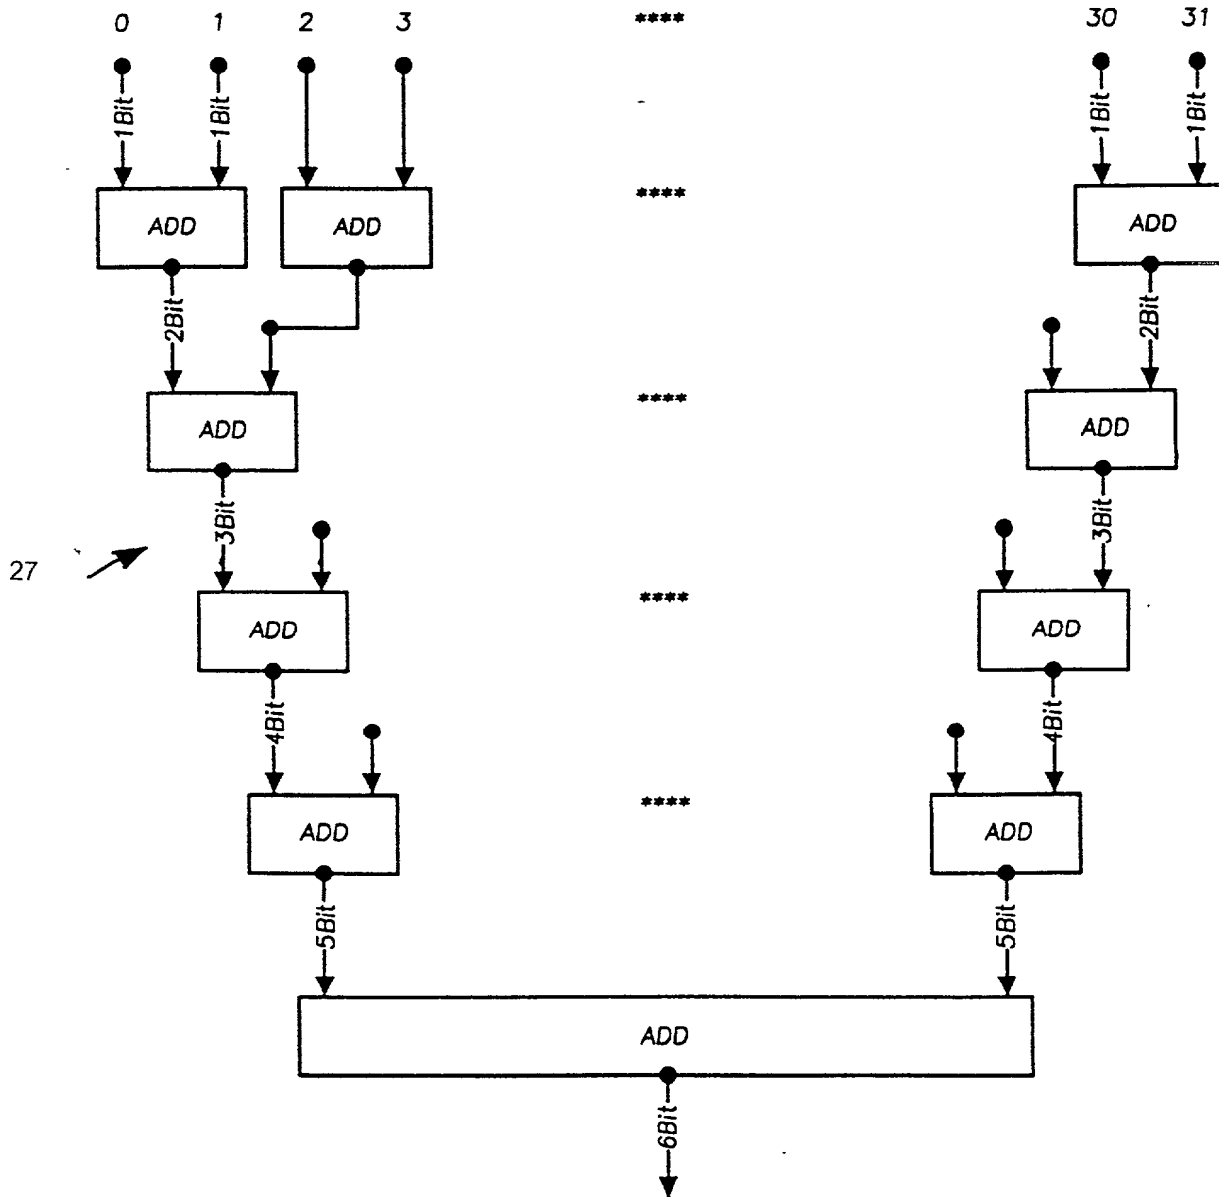 0 1 2 3 **** 30 31
1Bit 1Bit 1Bit 1Bit
ADD ADD **** ADD
2Bit 2Bit
ADD **** ADD
3Bit 3Bit
27
ADD **** ADD
4Bit 4Bit
ADD **** ADD
5Bit 5Bit
ADD
6Bit